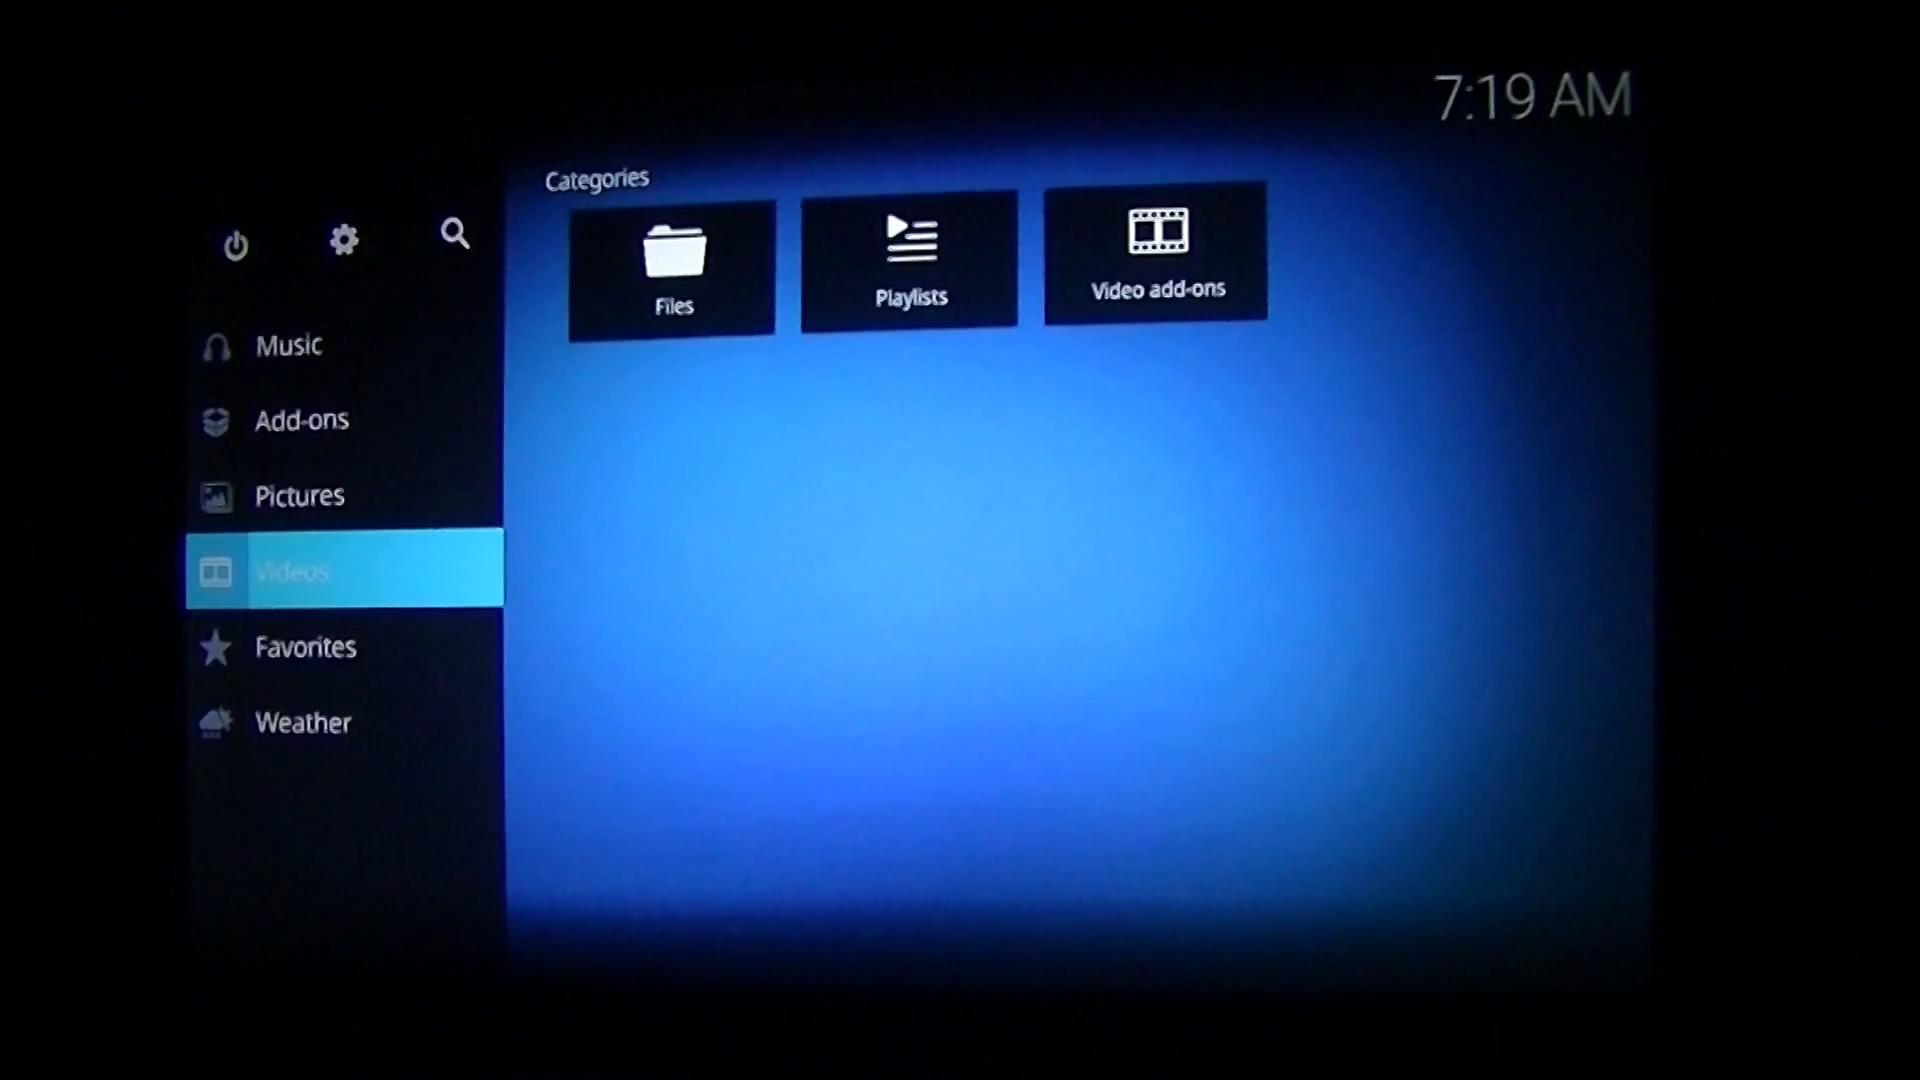 7:19 AM
Categories
Files
Playlists
Video add-ons
Music
Add-ons
Pictures
Videos
Favorites
Weather